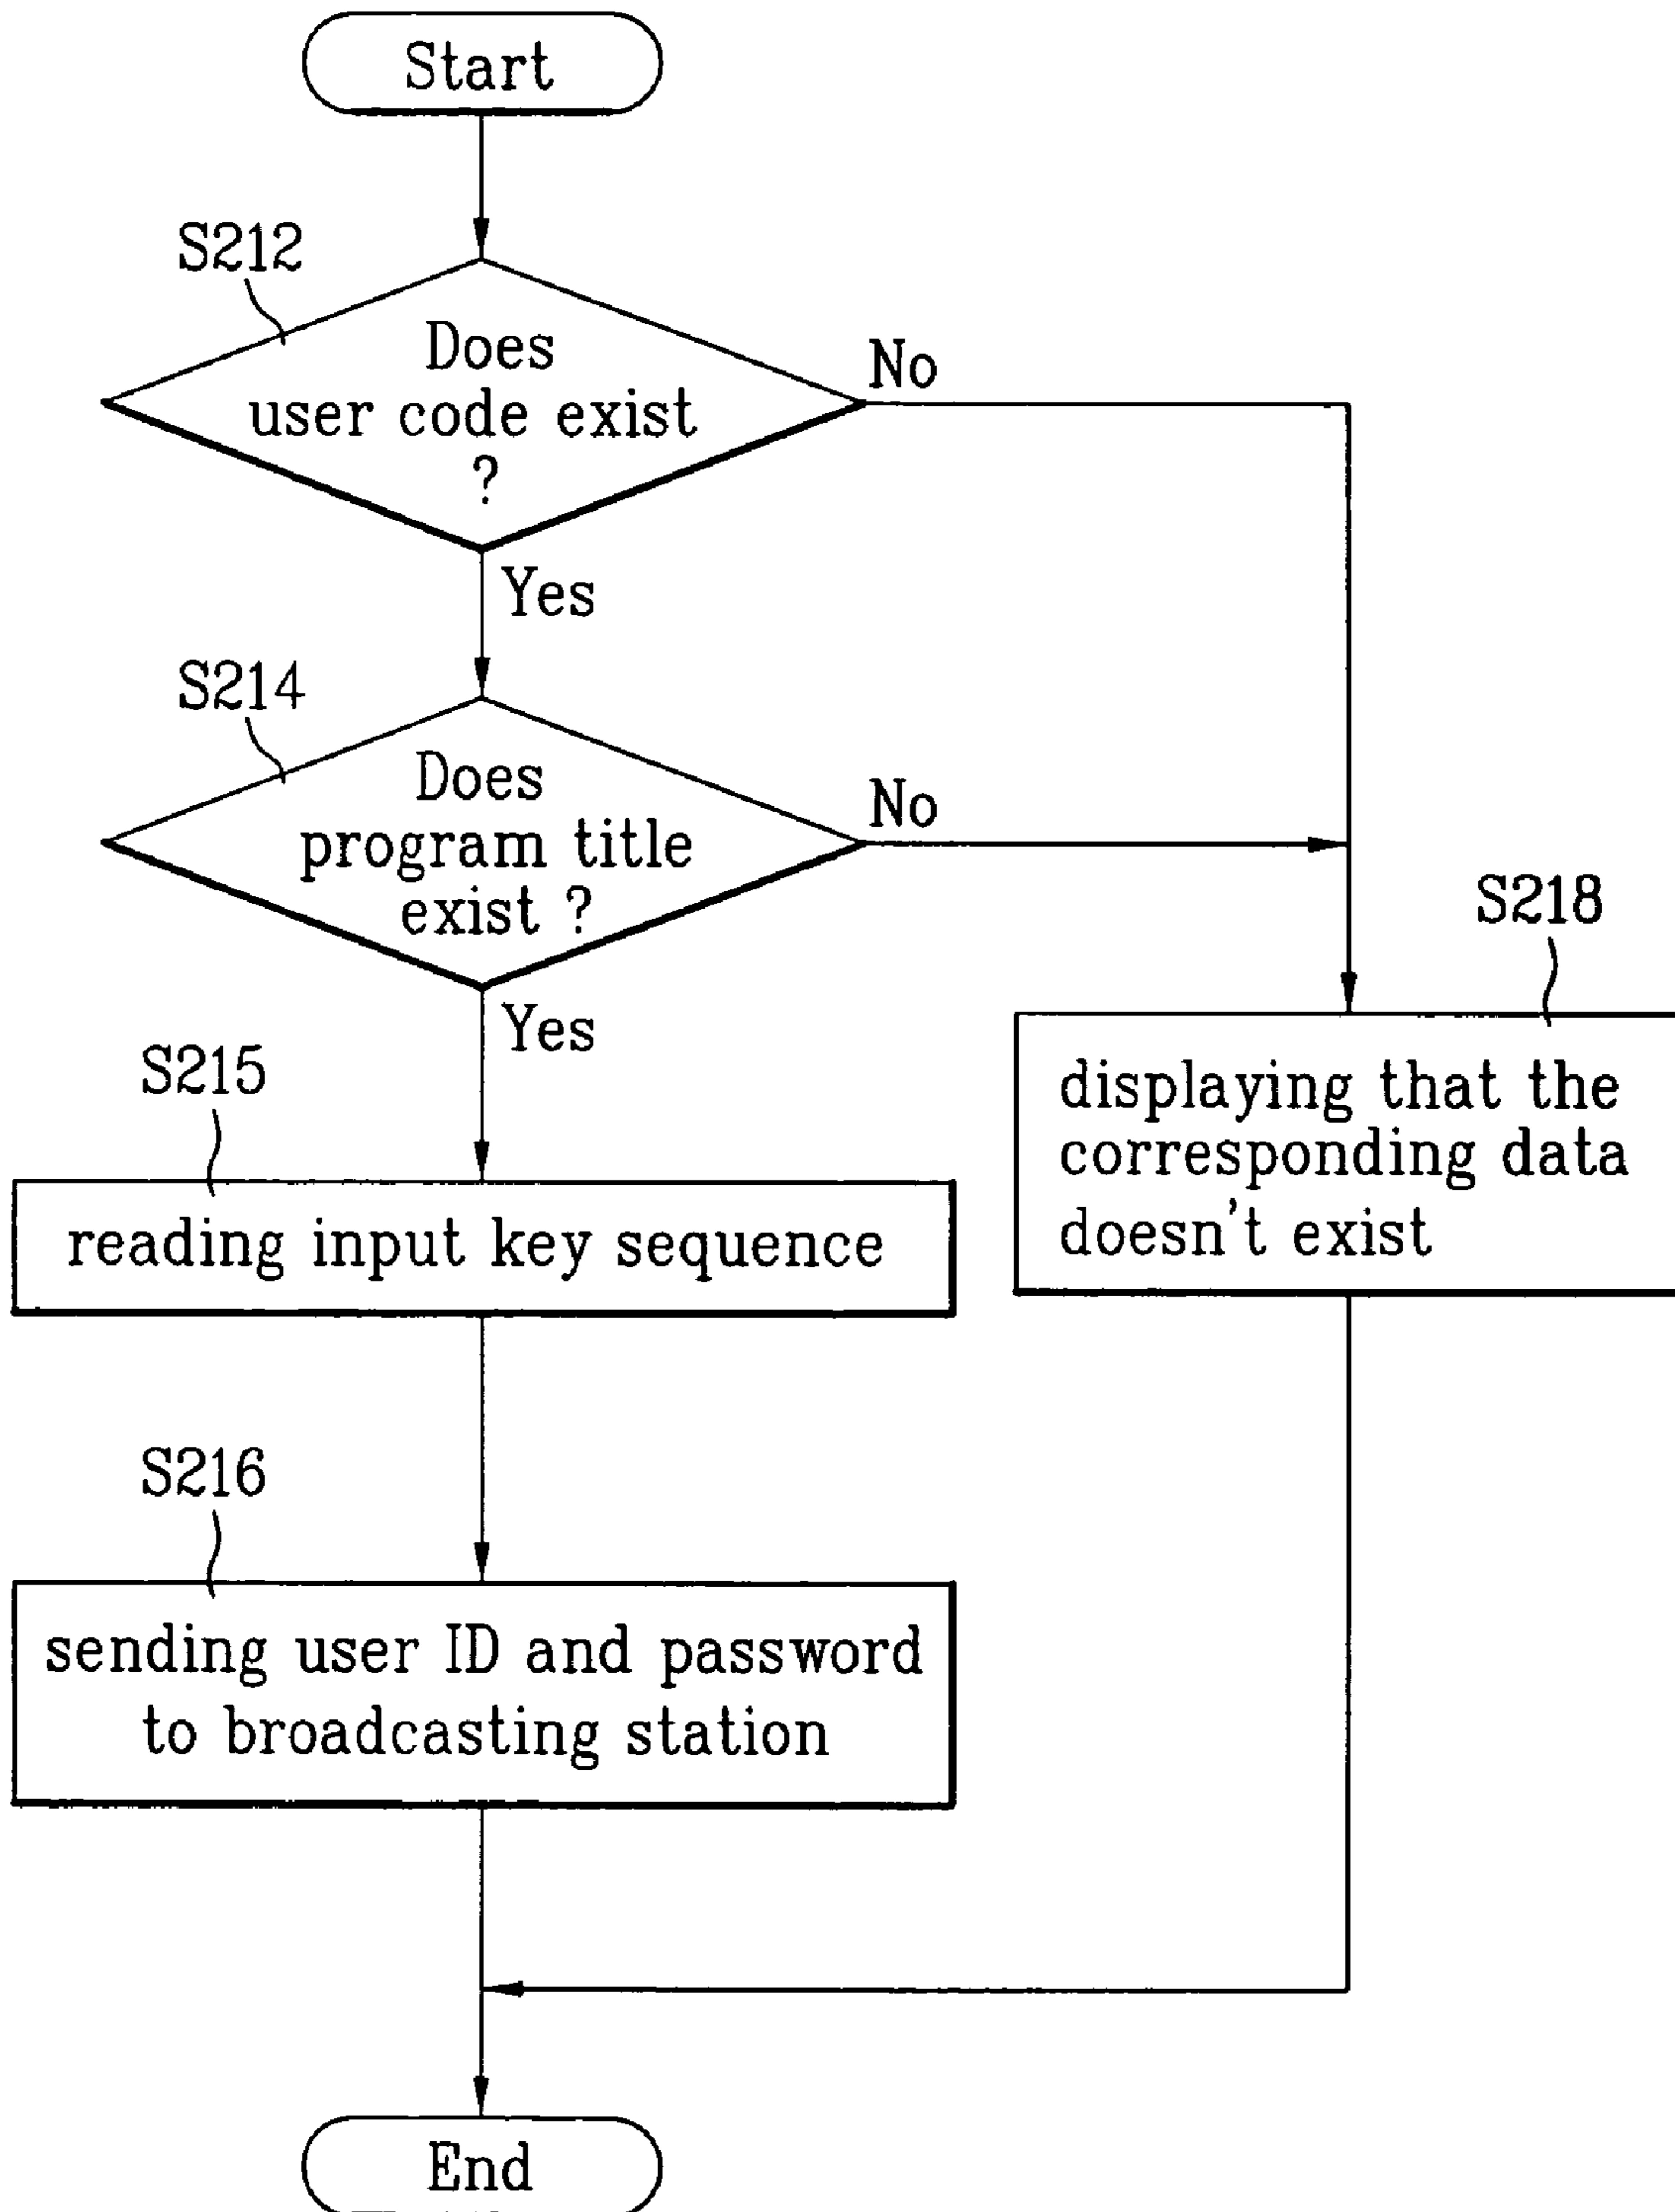 Start
S212
Does
user code exist
?
No
Yes
S214
Does
program title
exist ?
No
Yes
S218
displaying that the
corresponding data
doesn't exist
S215
reading input key sequence
S216
sending user ID and password
to broadcasting station
End